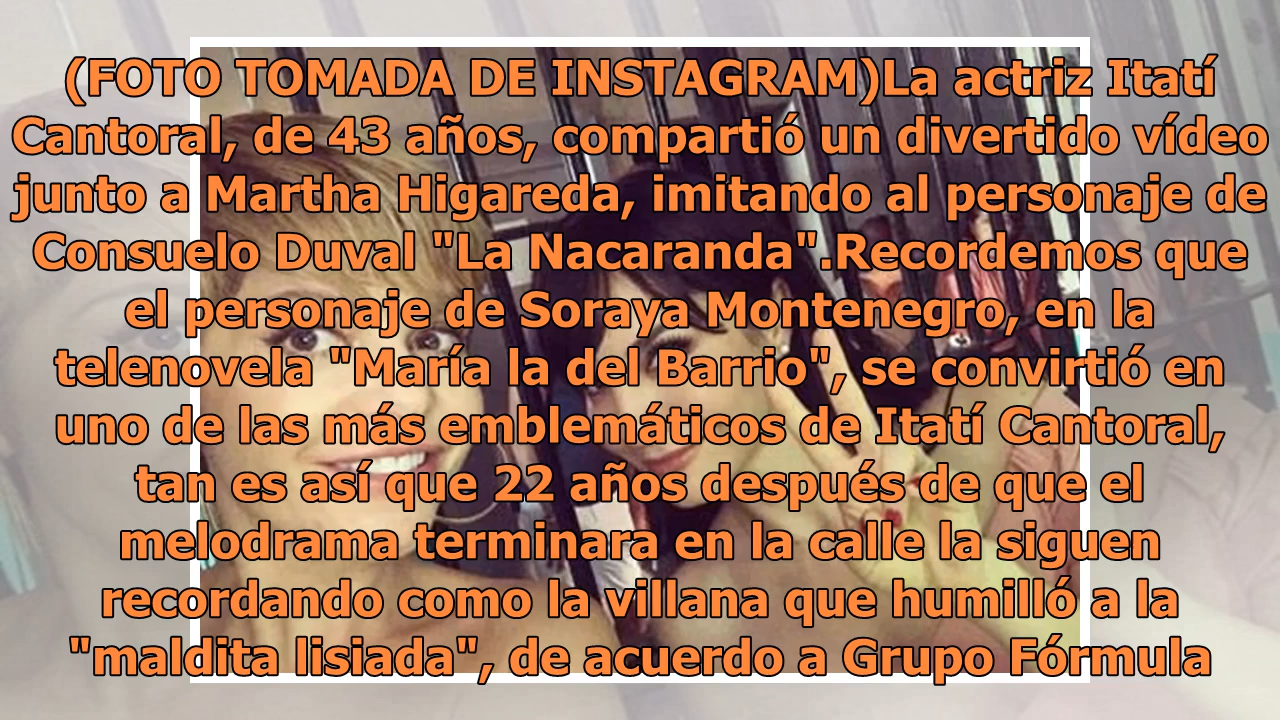 (FOTO TOMADA DE INSTAGRAM)La actriz Itatí
Cantoral, de 43 años, compartió un divertido vídeo
junto a Martha Higareda, imitando al personaje de
Consuelo Duval "La Nacaranda".Recordemos que
el personaje de Soraya Montenegro, en la
telenovela "María la del Barrio", se convirtió en
uno de las más emblemáticos de Itatí Cantoral,
tan es así que 22 años después de que el
melodrama terminara en la calle la siguen
recordando como la villana que humilló a la
"maldita lisiada", de acuerdo a Grupo Fórmula